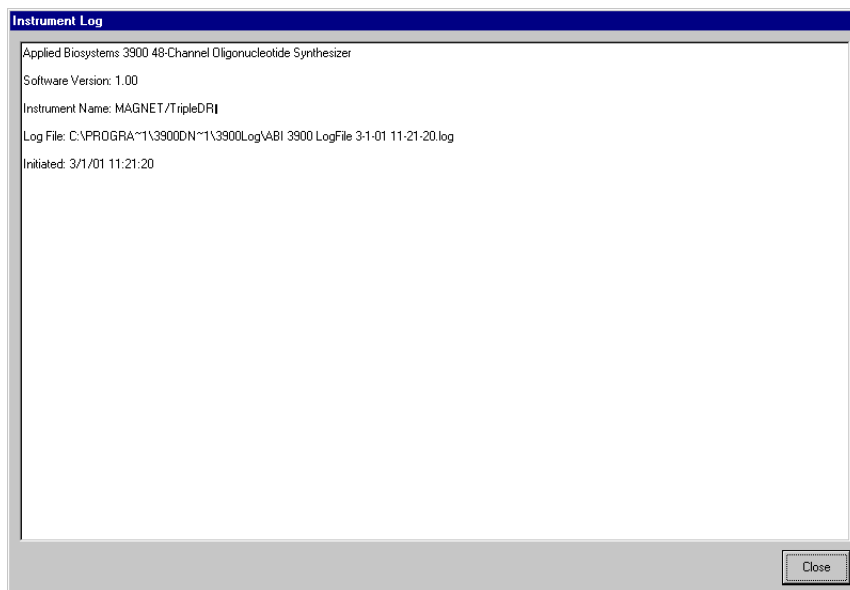 Instrument Log
Applied Biosystems 3900 48-Channel Oligonucleotide Synthesizer
Software Version: 1.00
Instrument Name: MAGNET/TripleDRI
Log File: C:\PROGRA~1\3900DN~1\3900Log\ABI 3900 LogFile 3-1-01 11-21-20.log
Initiated: 3/1/01 11:21:20
Close